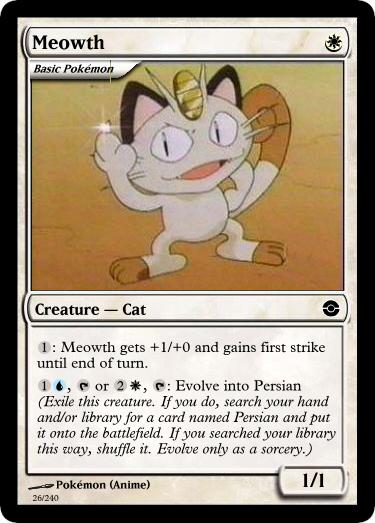 Meowth
Basic Pokémon
Creature — Cat
1: Meowth gets +1/+0 and gains first strike
until end of turn.
1, or 2, : Evolve into Persian
(Exile this creature. If you do, search your hand
and/or library for a card named Persian and put
it onto the battlefield. If you searched your library
this way, shuffle it. Evolve only as a sorcery.)
1/1
Pokémon (Anime)
26/240